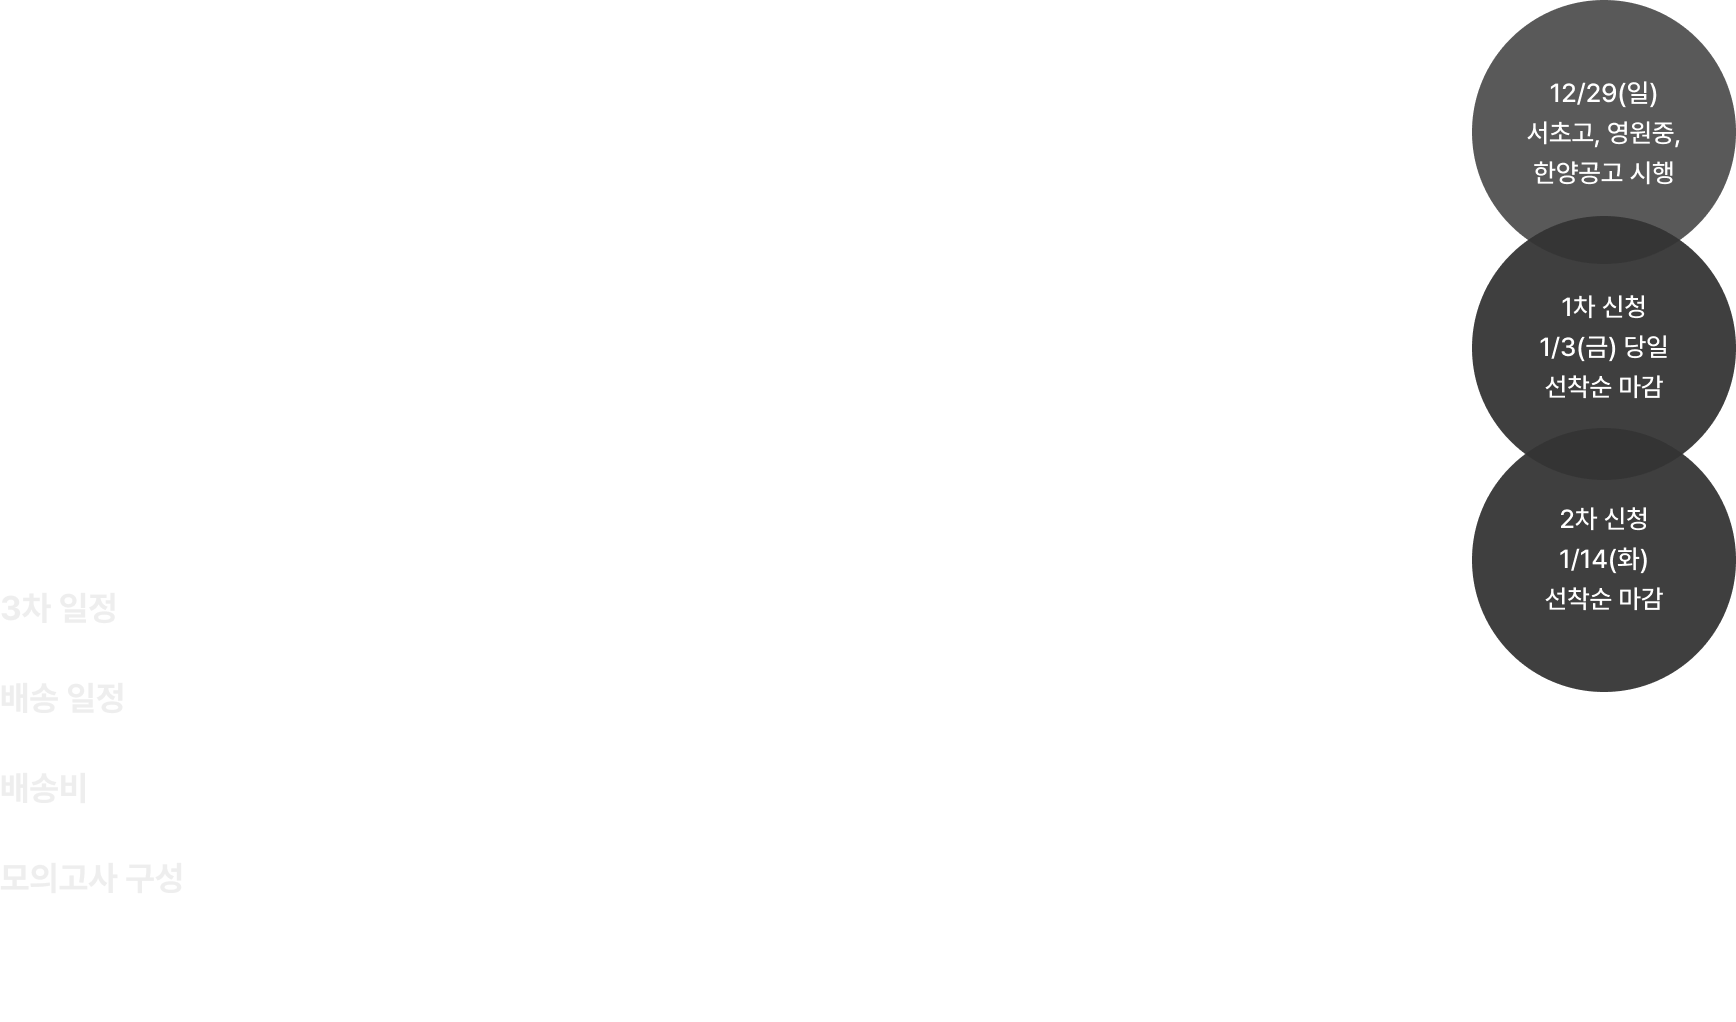 12/29(일)
서초고, 영원중,
한양공고 시행
1차 신청
1/3(금) 당일
선착순 마감
2차 신청
1/14(화)
선착순 마감
3차 일정
배송 일정
배송비
모의고사 구성